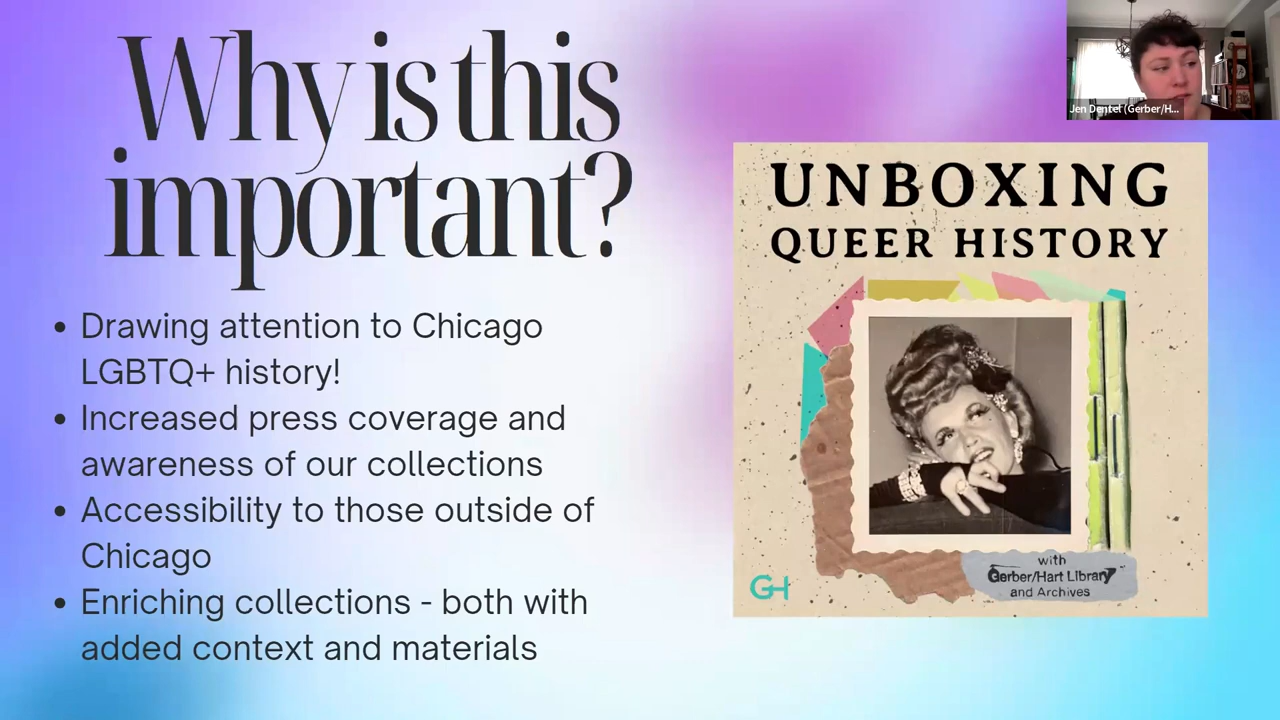 Why is this
important?
• Drawing attention to Chicago
LGBTQ+ history!
• Increased press coverage and
awareness of our collections
• Accessibility to those outside of
Chicago
• Enriching collections - both with
added context and materials
UNBOXING
QUEER HISTORY
with
Gerber/Hart Library
and Archives
GH
Jen Dentel (Gerber/H...